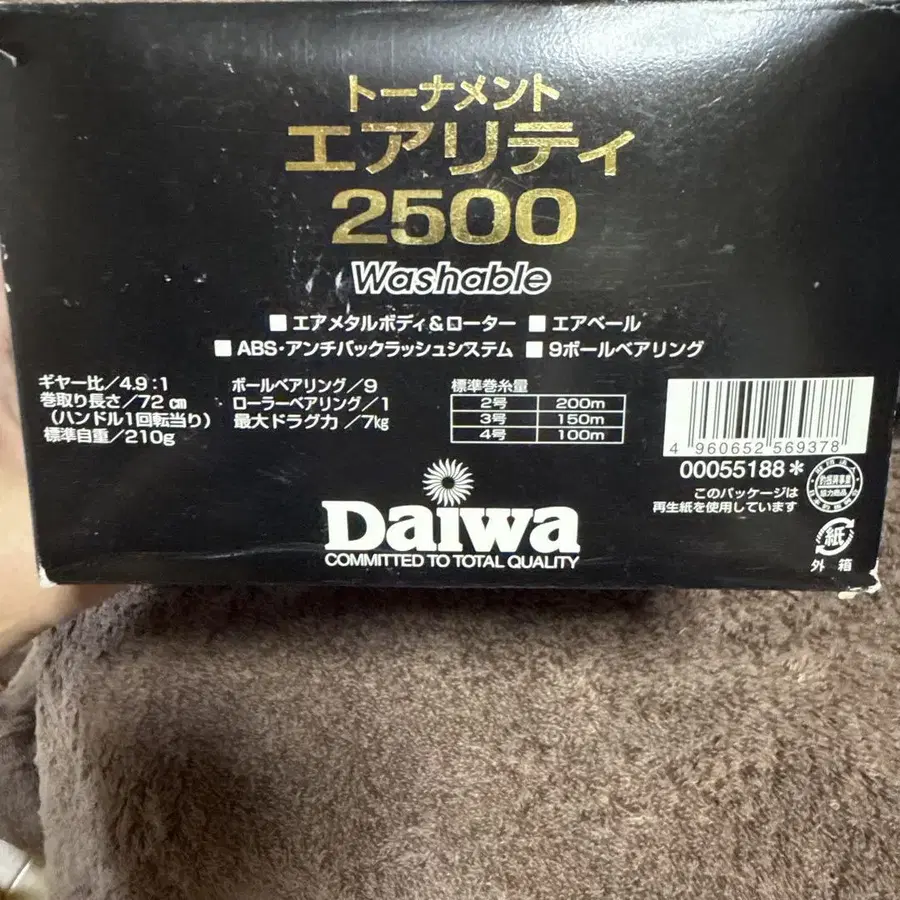 トーナメント
エアリティ
2500
Washable
■ エアメタルボディ&ローター ■ エアベール
■ ABS・アンチバックラッシュシステム ■ 9ボールベアリング
ギヤー比/4.9:1
巻取り長さ/72㎝
(ハンドル1回転当り)
標準自重/210g
ボールベアリング/9
ローラーベアリング/1
最大ドラグ力/7㎏
標準巻糸量
2号 200m
3号 150m
4号 100m
4 960652 569378
00055188*
このパッケージは
再生紙を使用しています
紙
外箱
Daiwa
COMMITTED TO TOTAL QUALITY